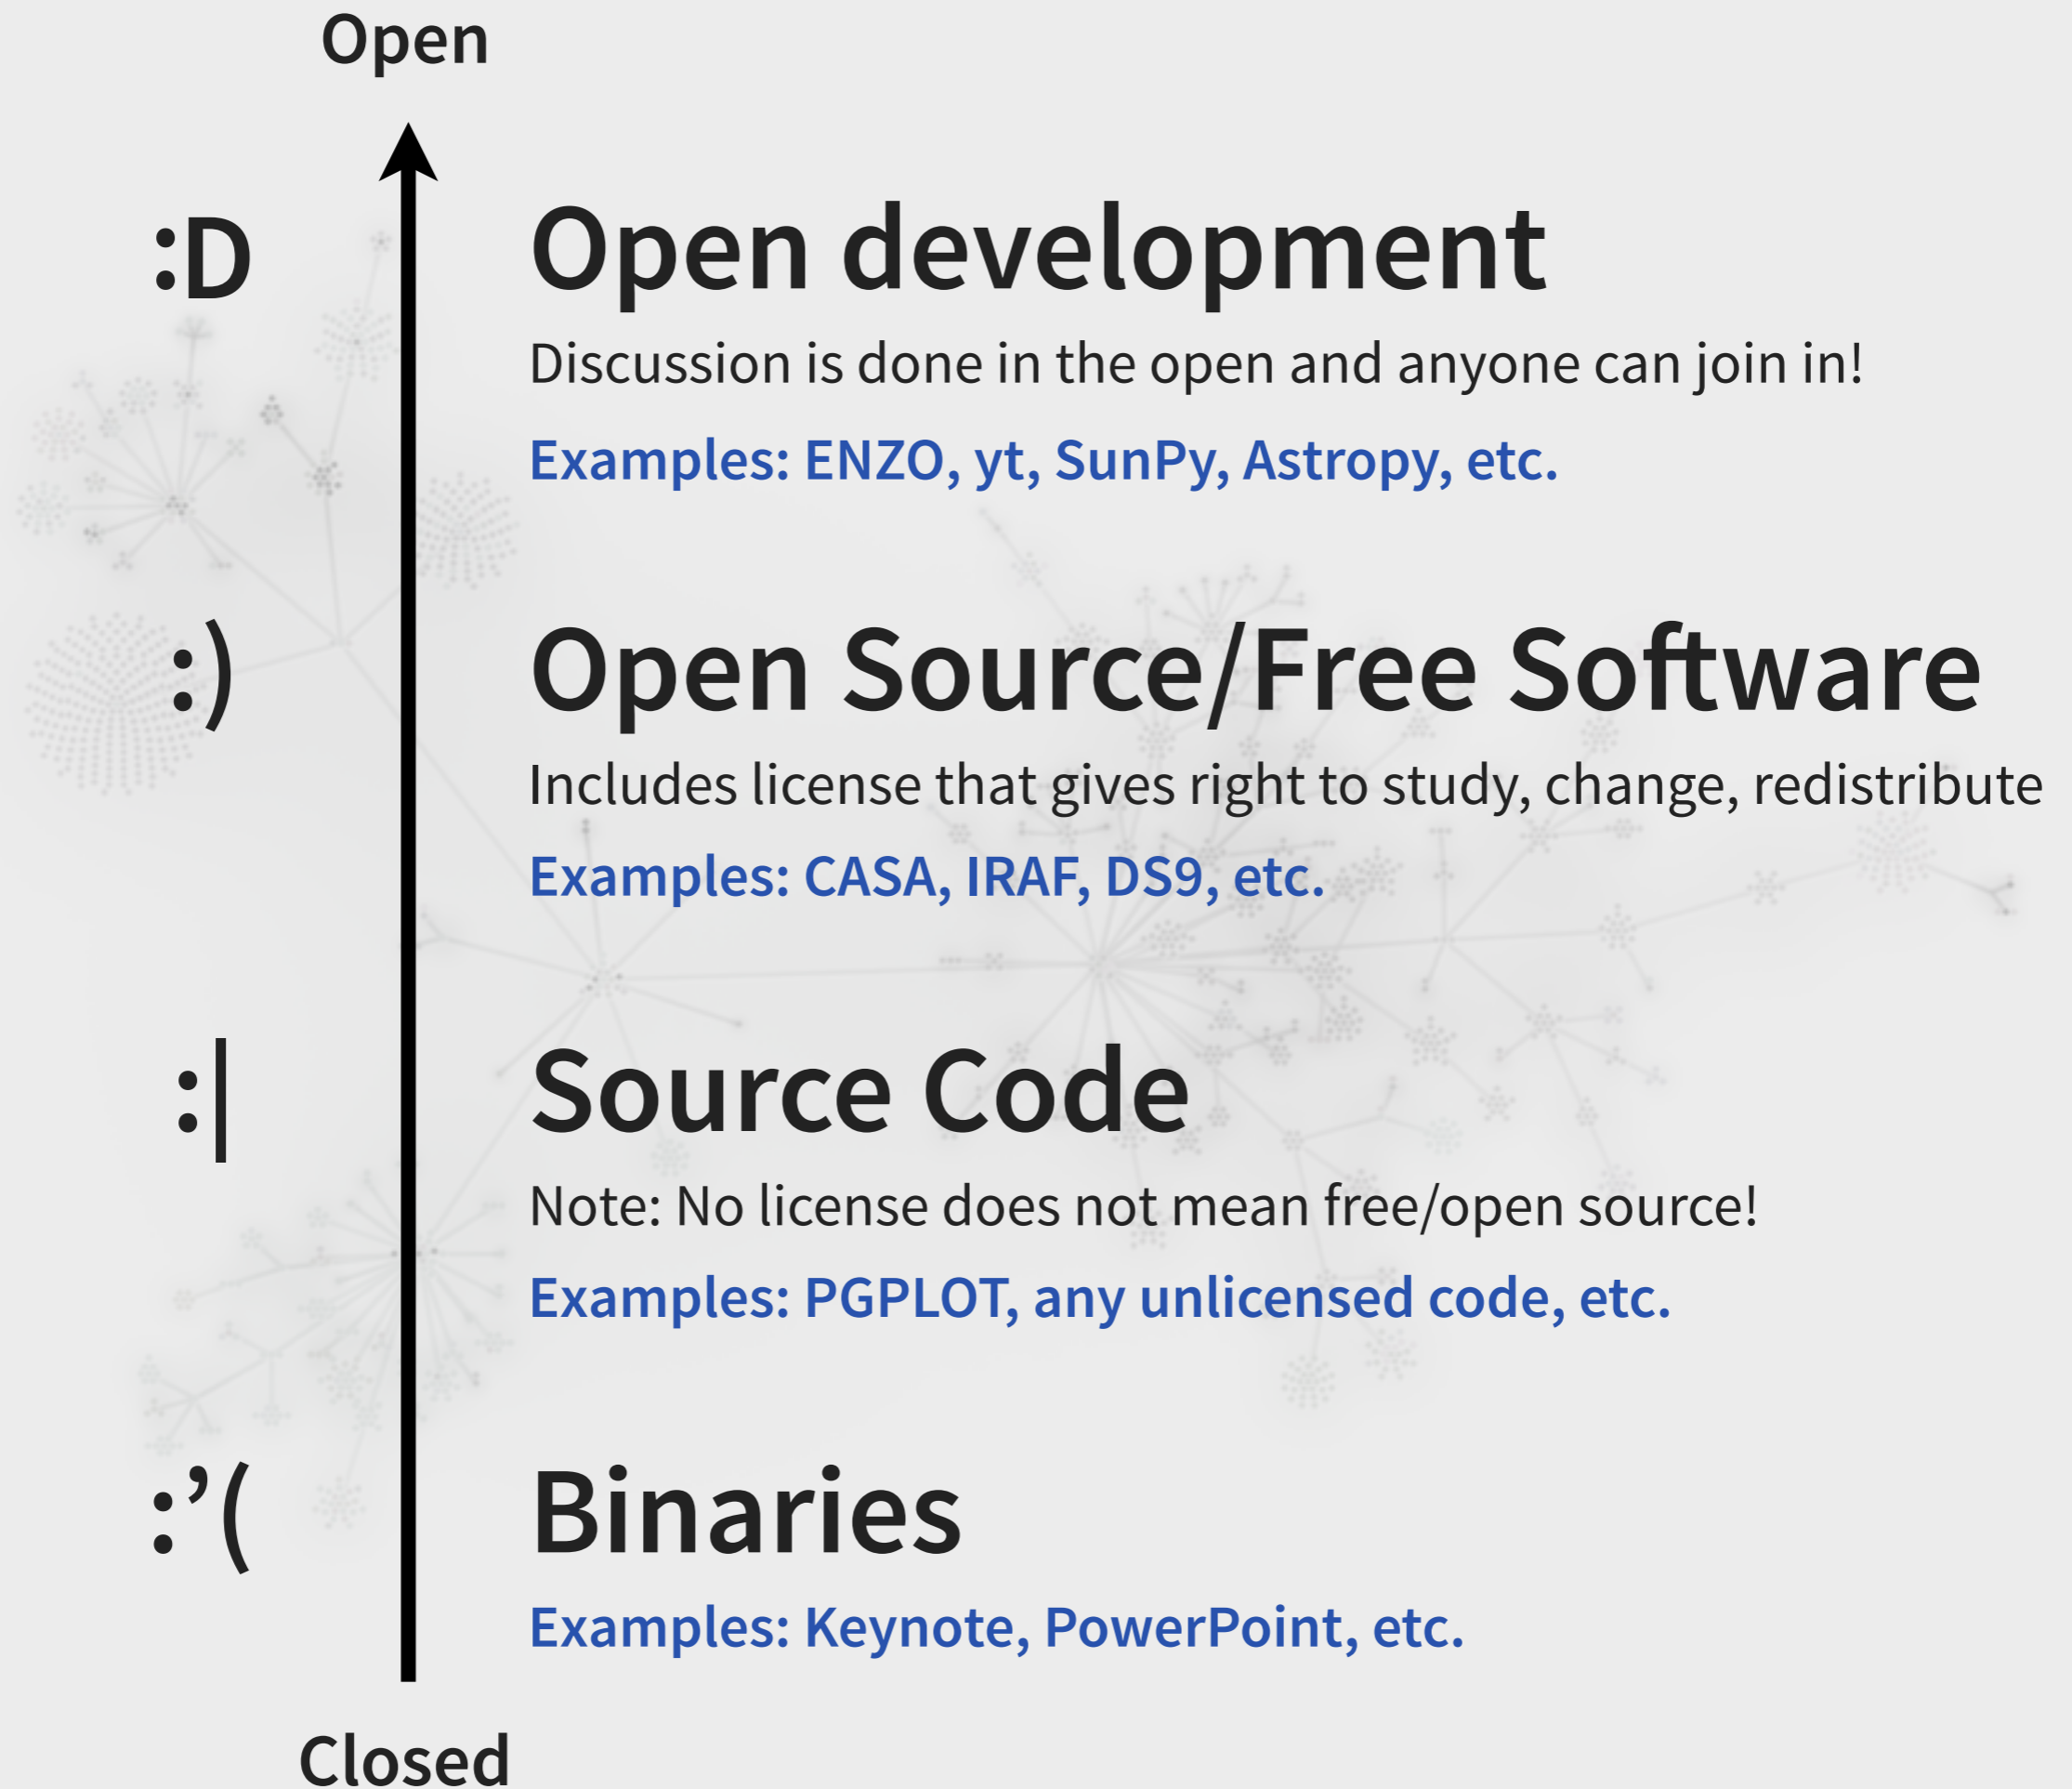 Open
:D
Open development
Discussion is done in the open and anyone can join in!
Examples: ENZO, yt, SunPy, Astropy, etc.
:)
Open Source/Free Software
Includes license that gives right to study, change, redistribute
Examples: CASA, IRAF, DS9, etc.
:|
Source Code
Note: No license does not mean free/open source!
Examples: PGPLOT, any unlicensed code, etc.
:’(
Binaries
Examples: Keynote, PowerPoint, etc.
Closed